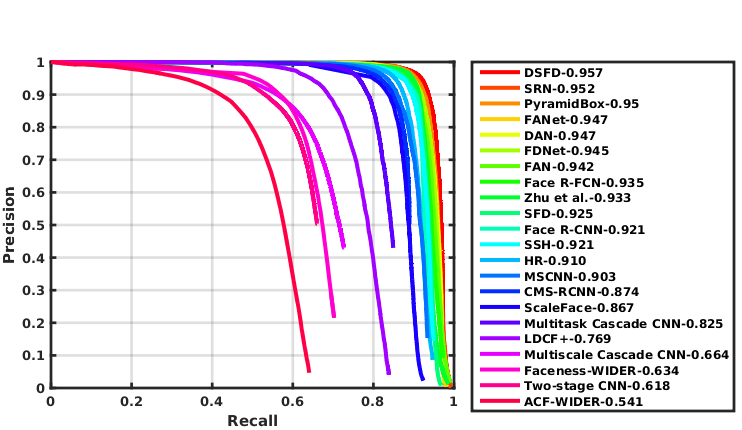 1
0.9
0.8
0.7
0.6
0.5
0.4
0.3
0.2
0.1
0
Precision
0
0.2
0.4
0.6
0.8
1
Recall
DSFD-0.957
SRN-0.952
PyramidBox-0.95
FANet-0.947
DAN-0.947
FDNet-0.945
FAN-0.942
Face R-FCN-0.935
Zhu et al.-0.933
SFD-0.925
Face R-CNN-0.921
SSH-0.921
HR-0.910
MSCNN-0.903
CMS-RCNN-0.874
ScaleFace-0.867
Multitask Cascade CNN-0.825
LDCF+-0.769
Multiscale Cascade CNN-0.664
Faceness-WIDER-0.634
Two-stage CNN-0.618
ACF-WIDER-0.541